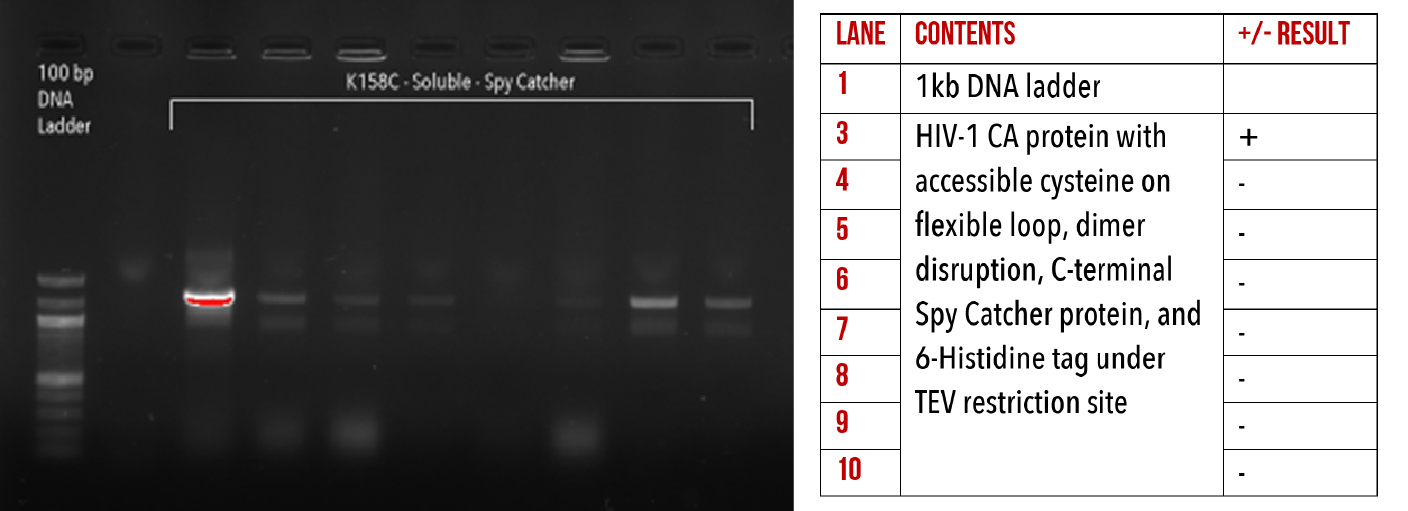 100 bp
DNA
Ladder
K158C - Soluble - Spy Catcher
LANE CONTENTS +/- RESULT
1 1kb DNA ladder
3 HIV-1 CA protein with +
4 accessible cysteine on -
5 flexible loop, dimer -
6 disruption, C-terminal -
7 Spy Catcher protein, and -
8 6-Histidine tag under -
9 TEV restriction site -
10 -